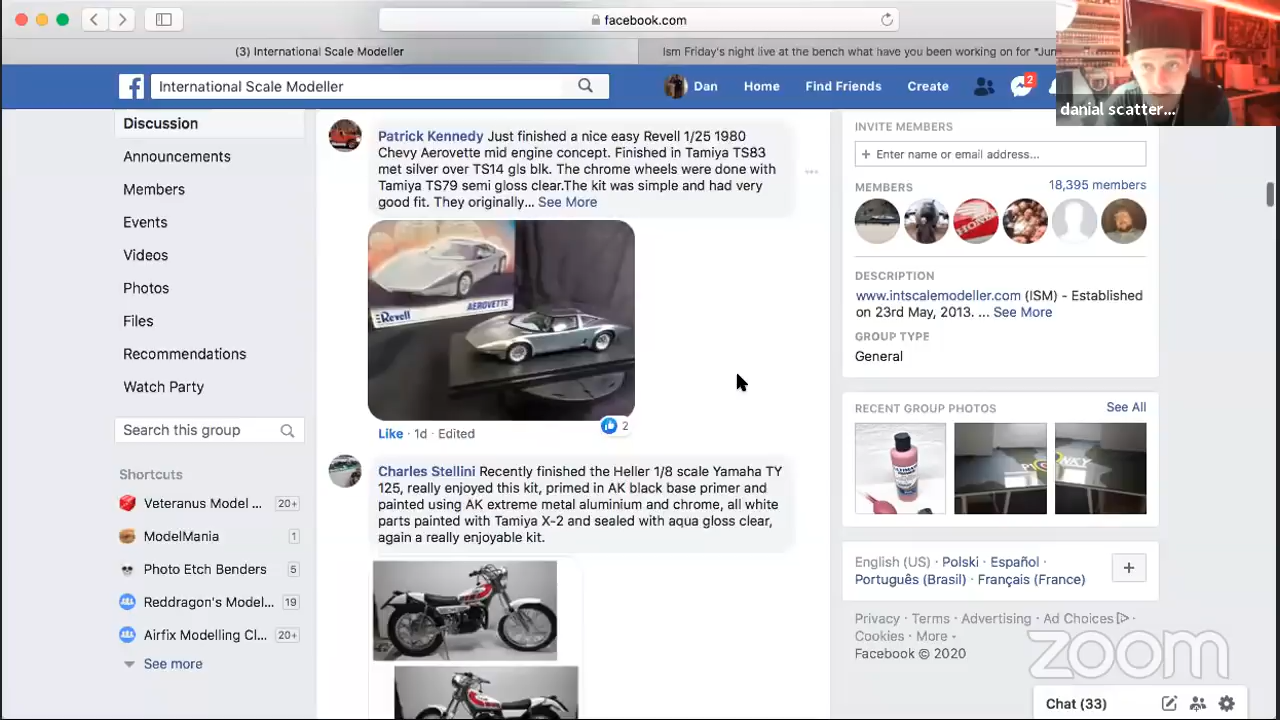 facebook.com
(3) International Scale Modeller
Ism Friday's night live at the bench what have you been working on for "Jun
International Scale Modeller
Dan
Home
Find Friends
Create
2
danial scatter...
Discussion
Announcements
Members
Events
Videos
Photos
Files
Recommendations
Watch Party
Search this group
Shortcuts
Veteranus Model ...
20+
ModelMania
1
Photo Etch Benders
5
Reddragon's Model...
19
Airfix Modelling Cl...
20+
See more
Patrick Kennedy Just finished a nice easy Revell 1/25 1980
Chevy Aerovette mid engine concept. Finished in Tamiya TS83
met silver over TS14 gls blk. The chrome wheels were done with
Tamiya TS79 semi gloss clear.The kit was simple and had very
good fit. They originally... See More
Revell
AEROVETTE
2
Like · 1d · Edited
Charles Stellini Recently finished the Heller 1/8 scale Yamaha TY
125, really enjoyed this kit, primed in AK black base primer and
painted using AK extreme metal aluminium and chrome, all white
parts painted with Tamiya X-2 and sealed with aqua gloss clear,
again a really enjoyable kit.
INVITE MEMBERS
+ Enter name or email address...
MEMBERS
18,395 members
HONDA
DESCRIPTION
www.intscalemodeller.com (ISM) - Established
on 23rd May, 2013. ... See More
GROUP TYPE
General
RECENT GROUP PHOTOS
See All
English (US) · Polski · Español ·
Português (Brasil) · Français (France)
+
Privacy · Terms · Advertising · Ad Choices ·
Cookies · More
Facebook © 2020
zoom
Chat (33)